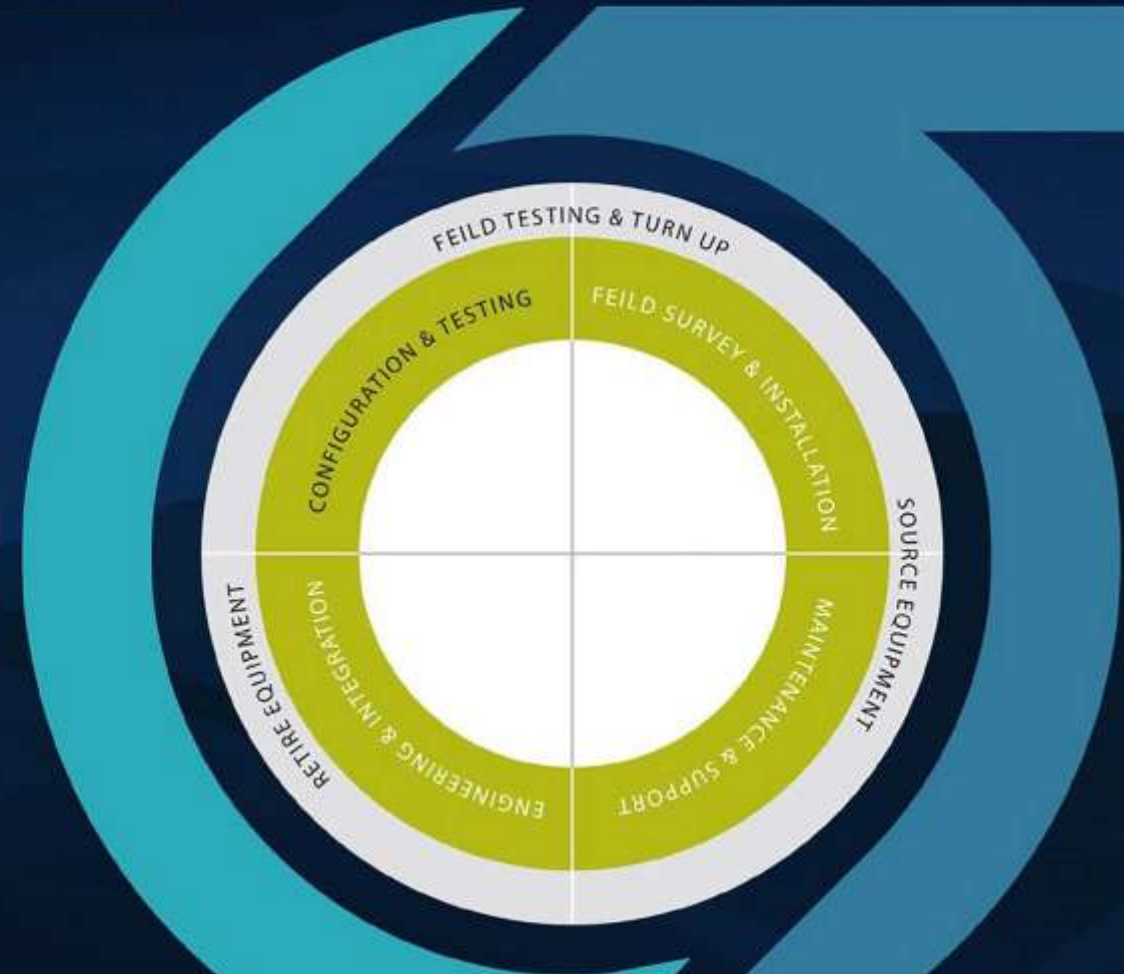 FEILD TESTING & TURN UP
CONFIGURATION & TESTING
FEILD SURVEY & INSTALLATION
SOURCE EQUIPMENT
MAINTENANCE & SUPPORT
ENGINEERING & INTEGRATION
RETIRE EQUIPMENT